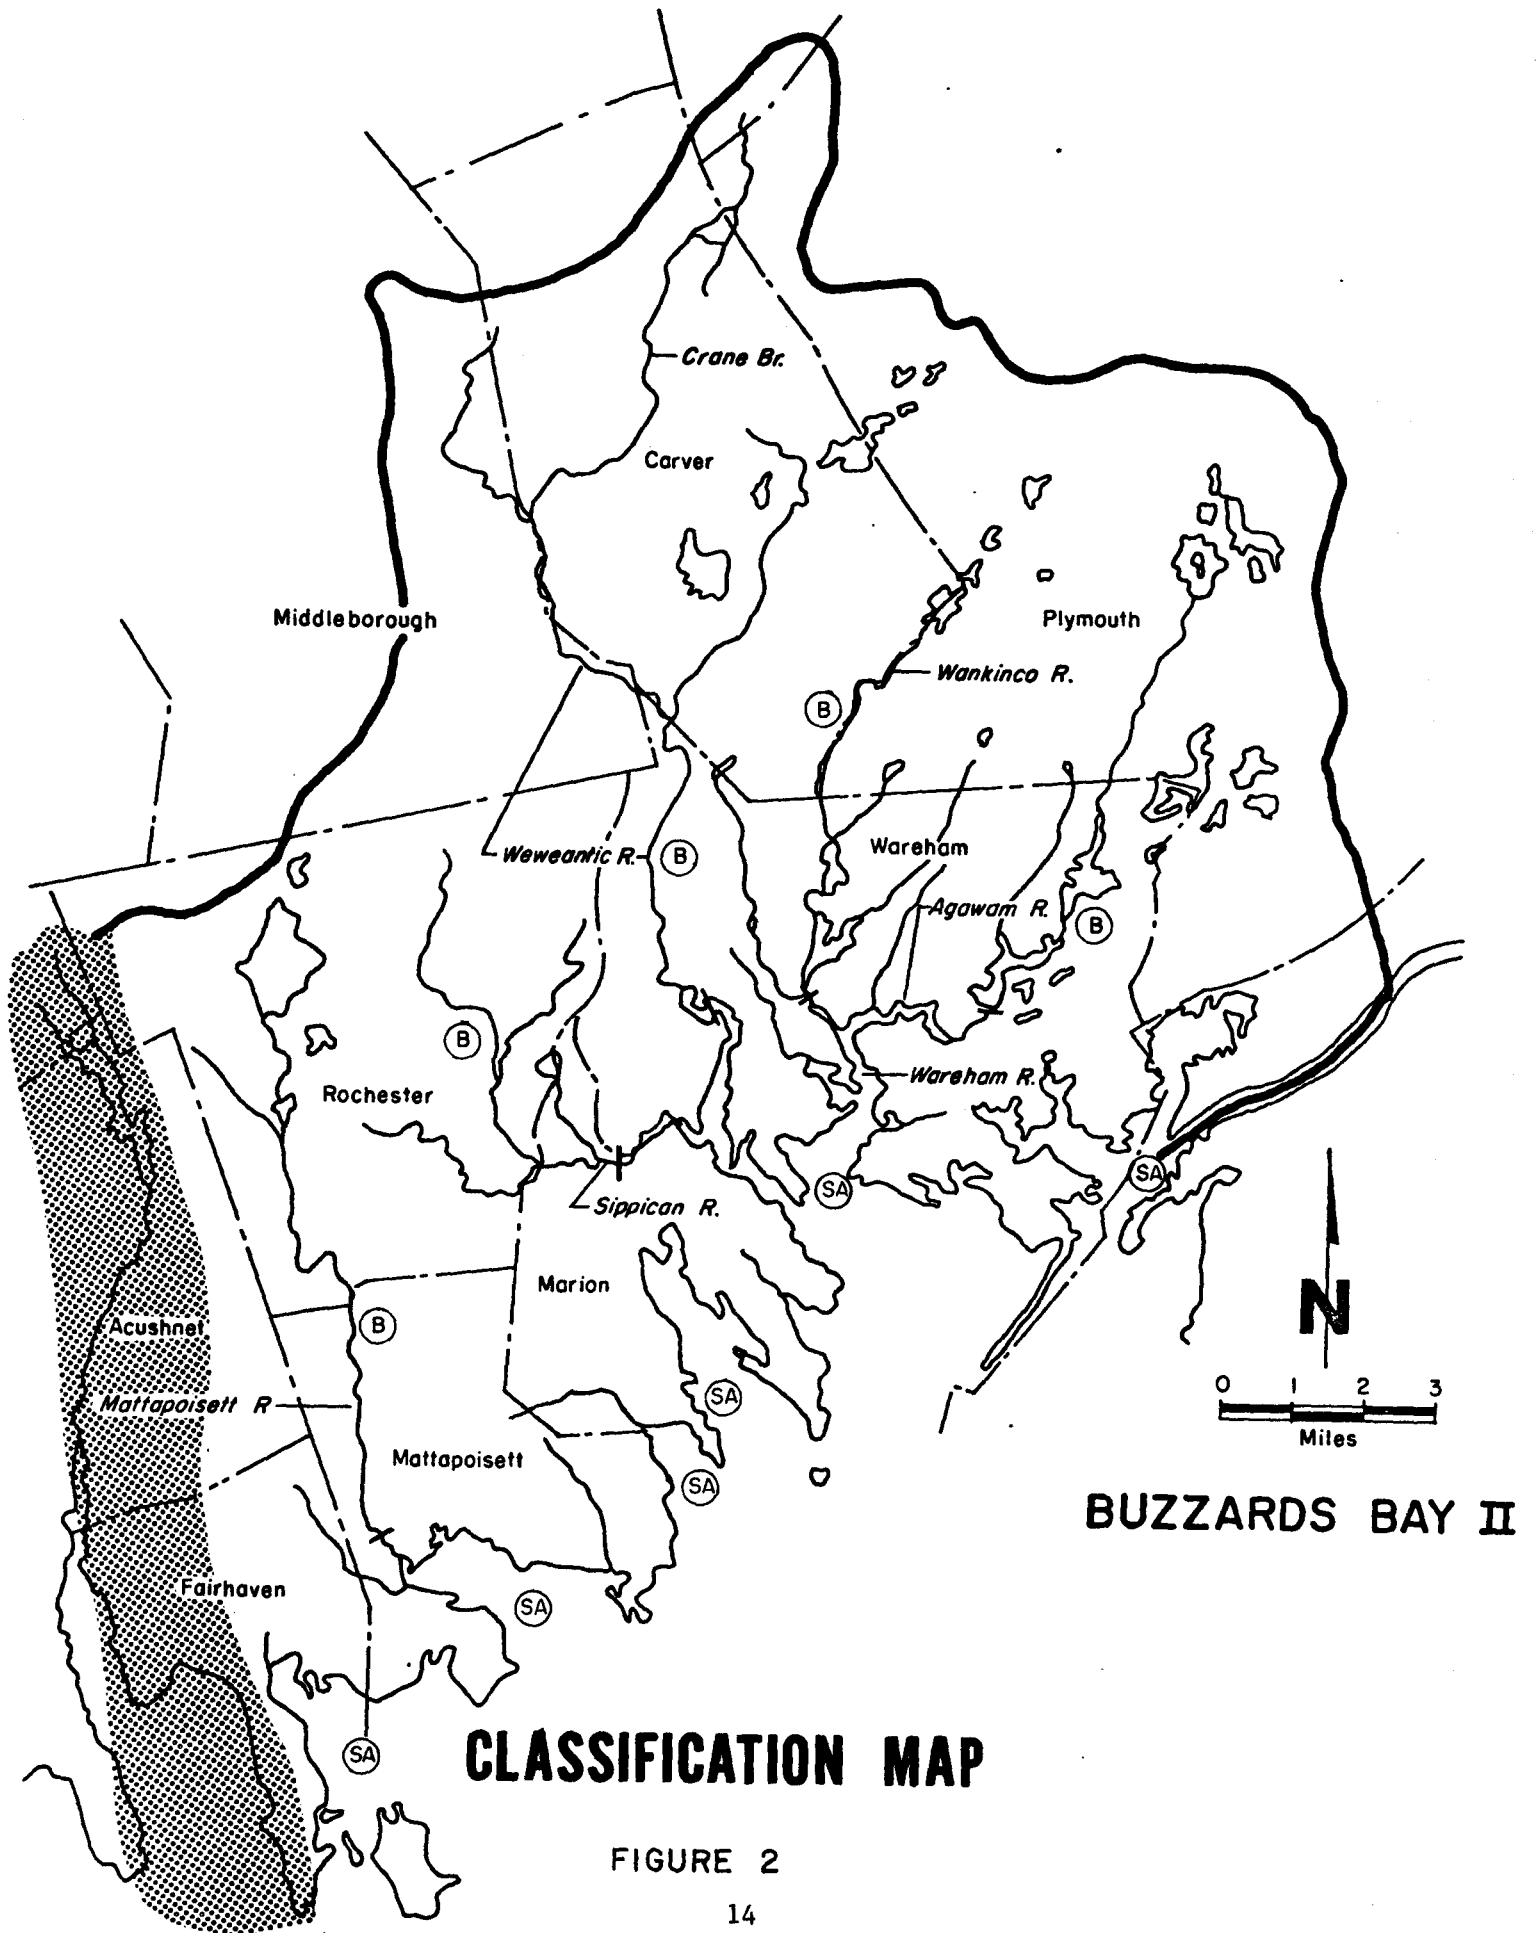 Crane Br.
Carver
Middleborough
Plymouth
Wankinco R.
B
Wareham
Weweantic R.
B
Agawam R.
B
B
Wareham R.
Rochester
SA
SA
Sippican R.
Marion
N
Acushnet
B
0 1 2 3
Miles
SA
Mattapoisett R
Mattapoisett
SA
BUZZARDS BAY II
Fairhaven
SA
SA
CLASSIFICATION MAP
FIGURE 2
14